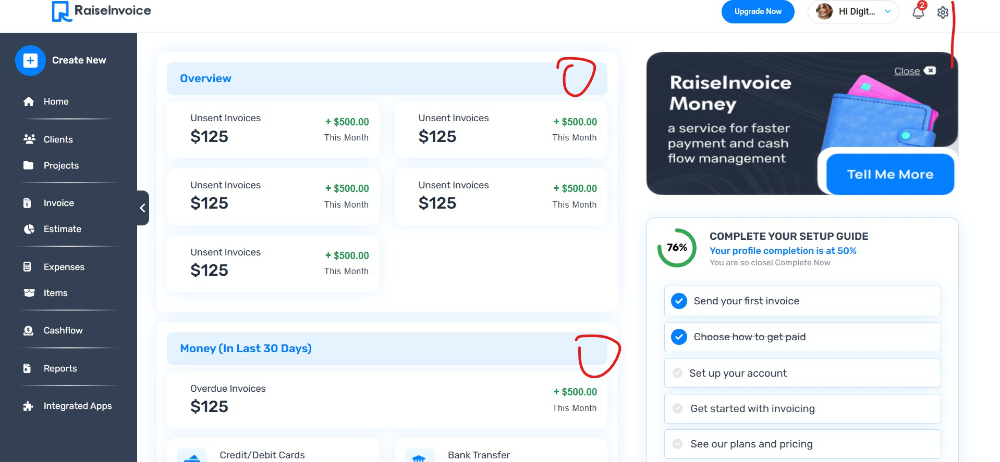 RaiseInvoice
Upgrade Now
Hi Digit...
2
Create New
Home
Clients
Projects
Invoice
Estimate
Expenses
Items
Cashflow
Reports
Integrated Apps
Overview
Unsent Invoices
$125
+ $500.00
This Month
Unsent Invoices
$125
+ $500.00
This Month
Unsent Invoices
$125
+ $500.00
This Month
Unsent Invoices
$125
+ $500.00
This Month
Unsent Invoices
$125
+ $500.00
This Month
Money (In Last 30 Days)
Overdue Invoices
$125
+ $500.00
This Month
Credit/Debit Cards
Bank Transfer
Close
RaiseInvoice
Money
a service for faster
payment and cash
flow management
Tell Me More
76%
COMPLETE YOUR SETUP GUIDE
Your profile completion is at 50%
You are so close! Complete Now
Send your first invoice
Choose how to get paid
Set up your account
Get started with invoicing
See our plans and pricing